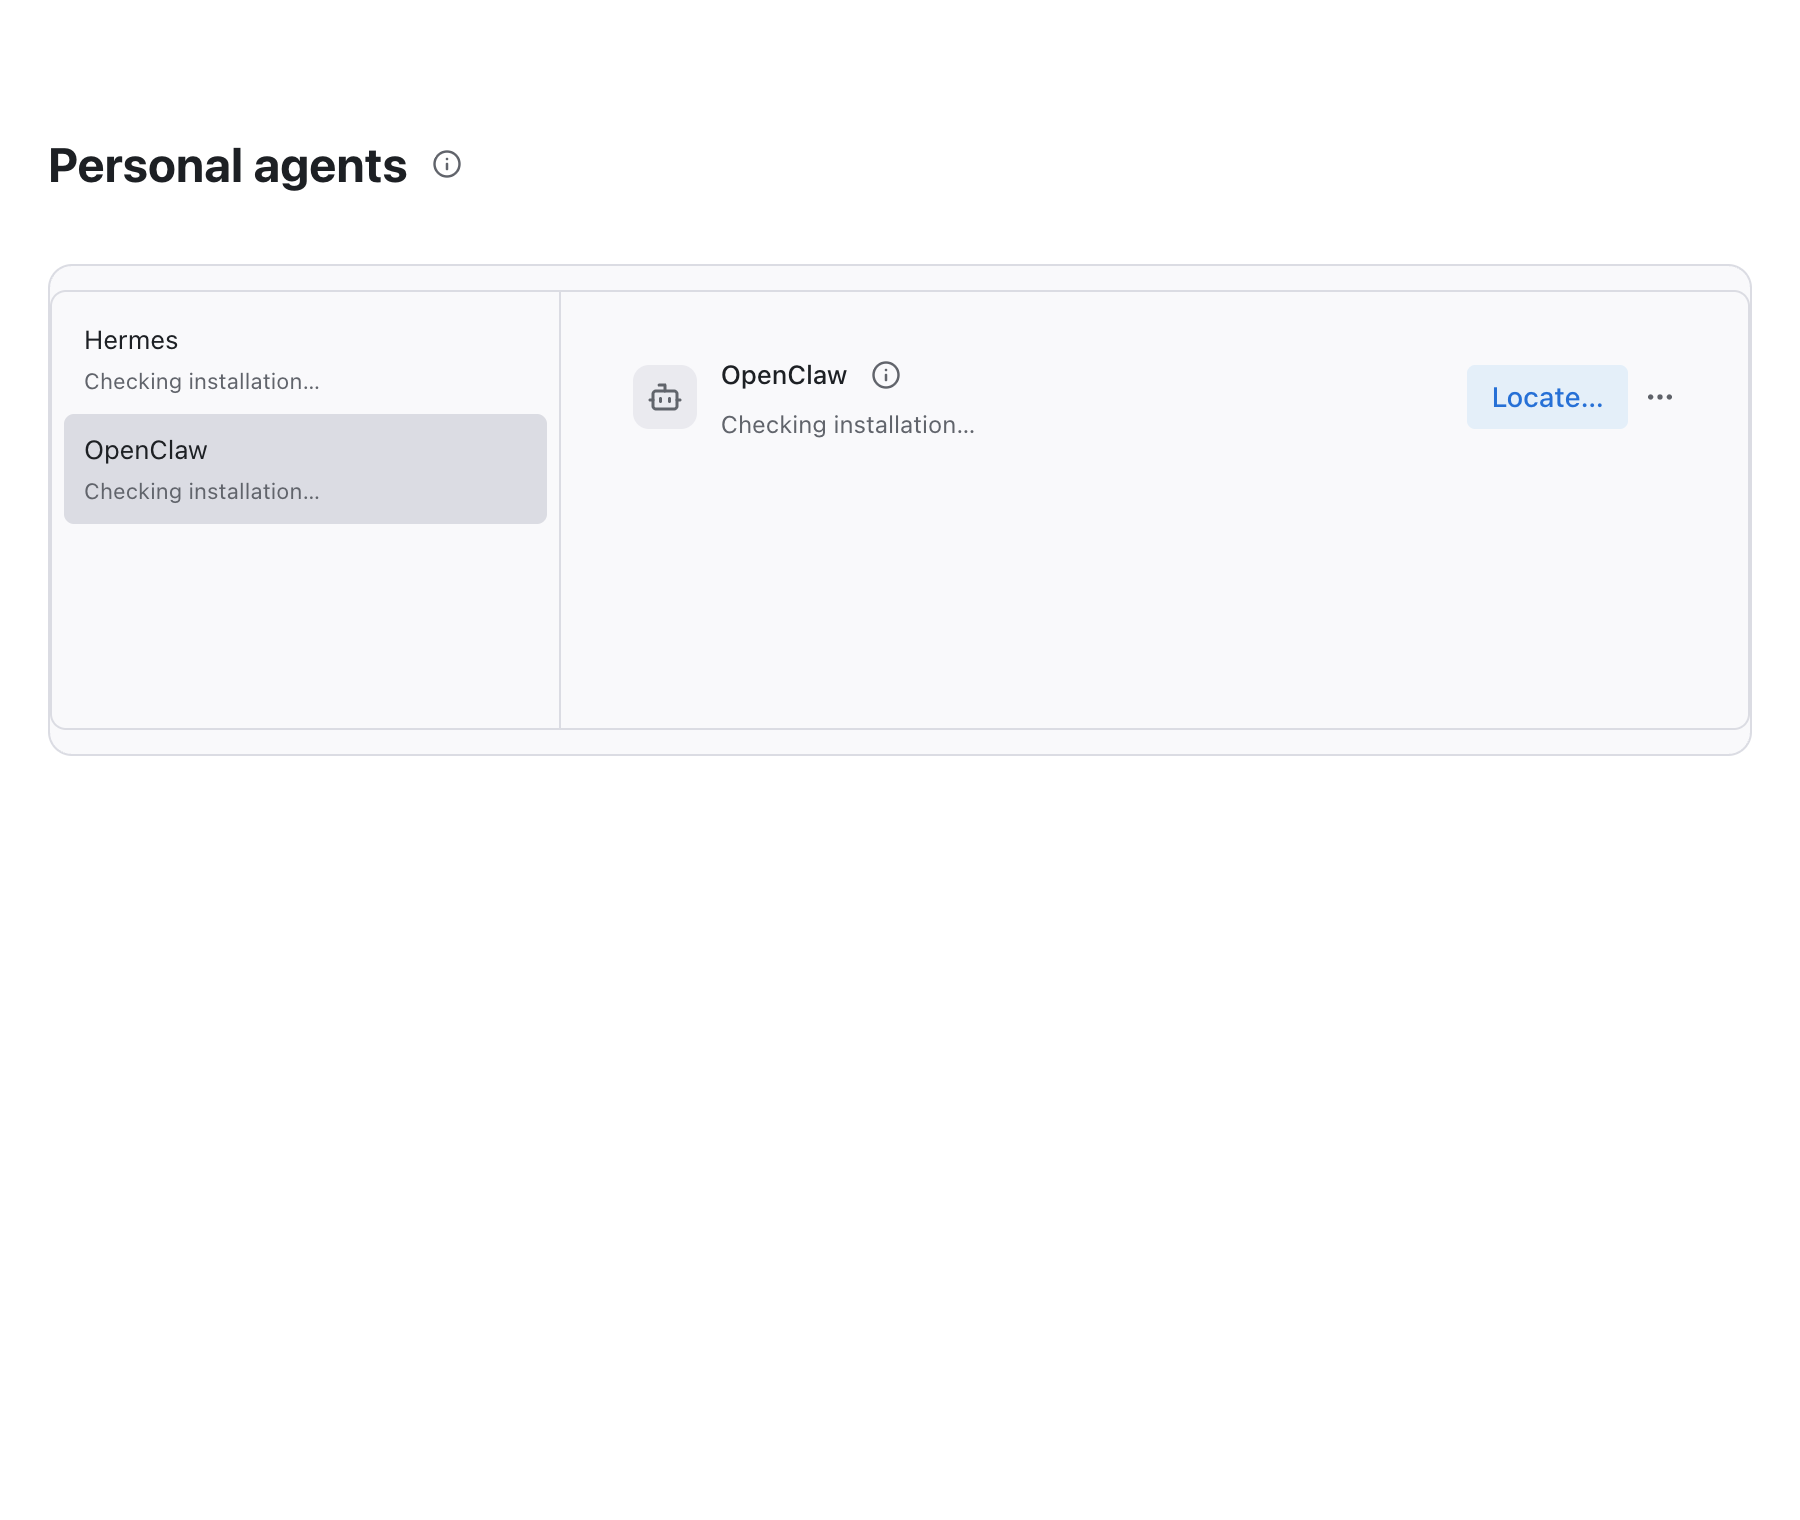 Personal agents
Hermes
Checking installation...
OpenClaw
Checking installation...
OpenClaw
Checking installation...
Locate...